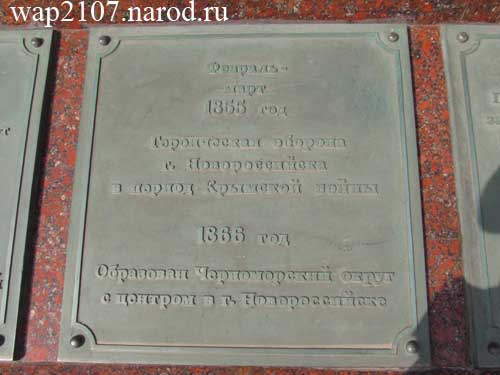 wap2107.narod.ru
Февраль-
март
1855 год
Героическая оборона
г. Новороссийска
в период Крымской войны
1866 год
Образован Черноморский округ
с центром в г. Новороссийске